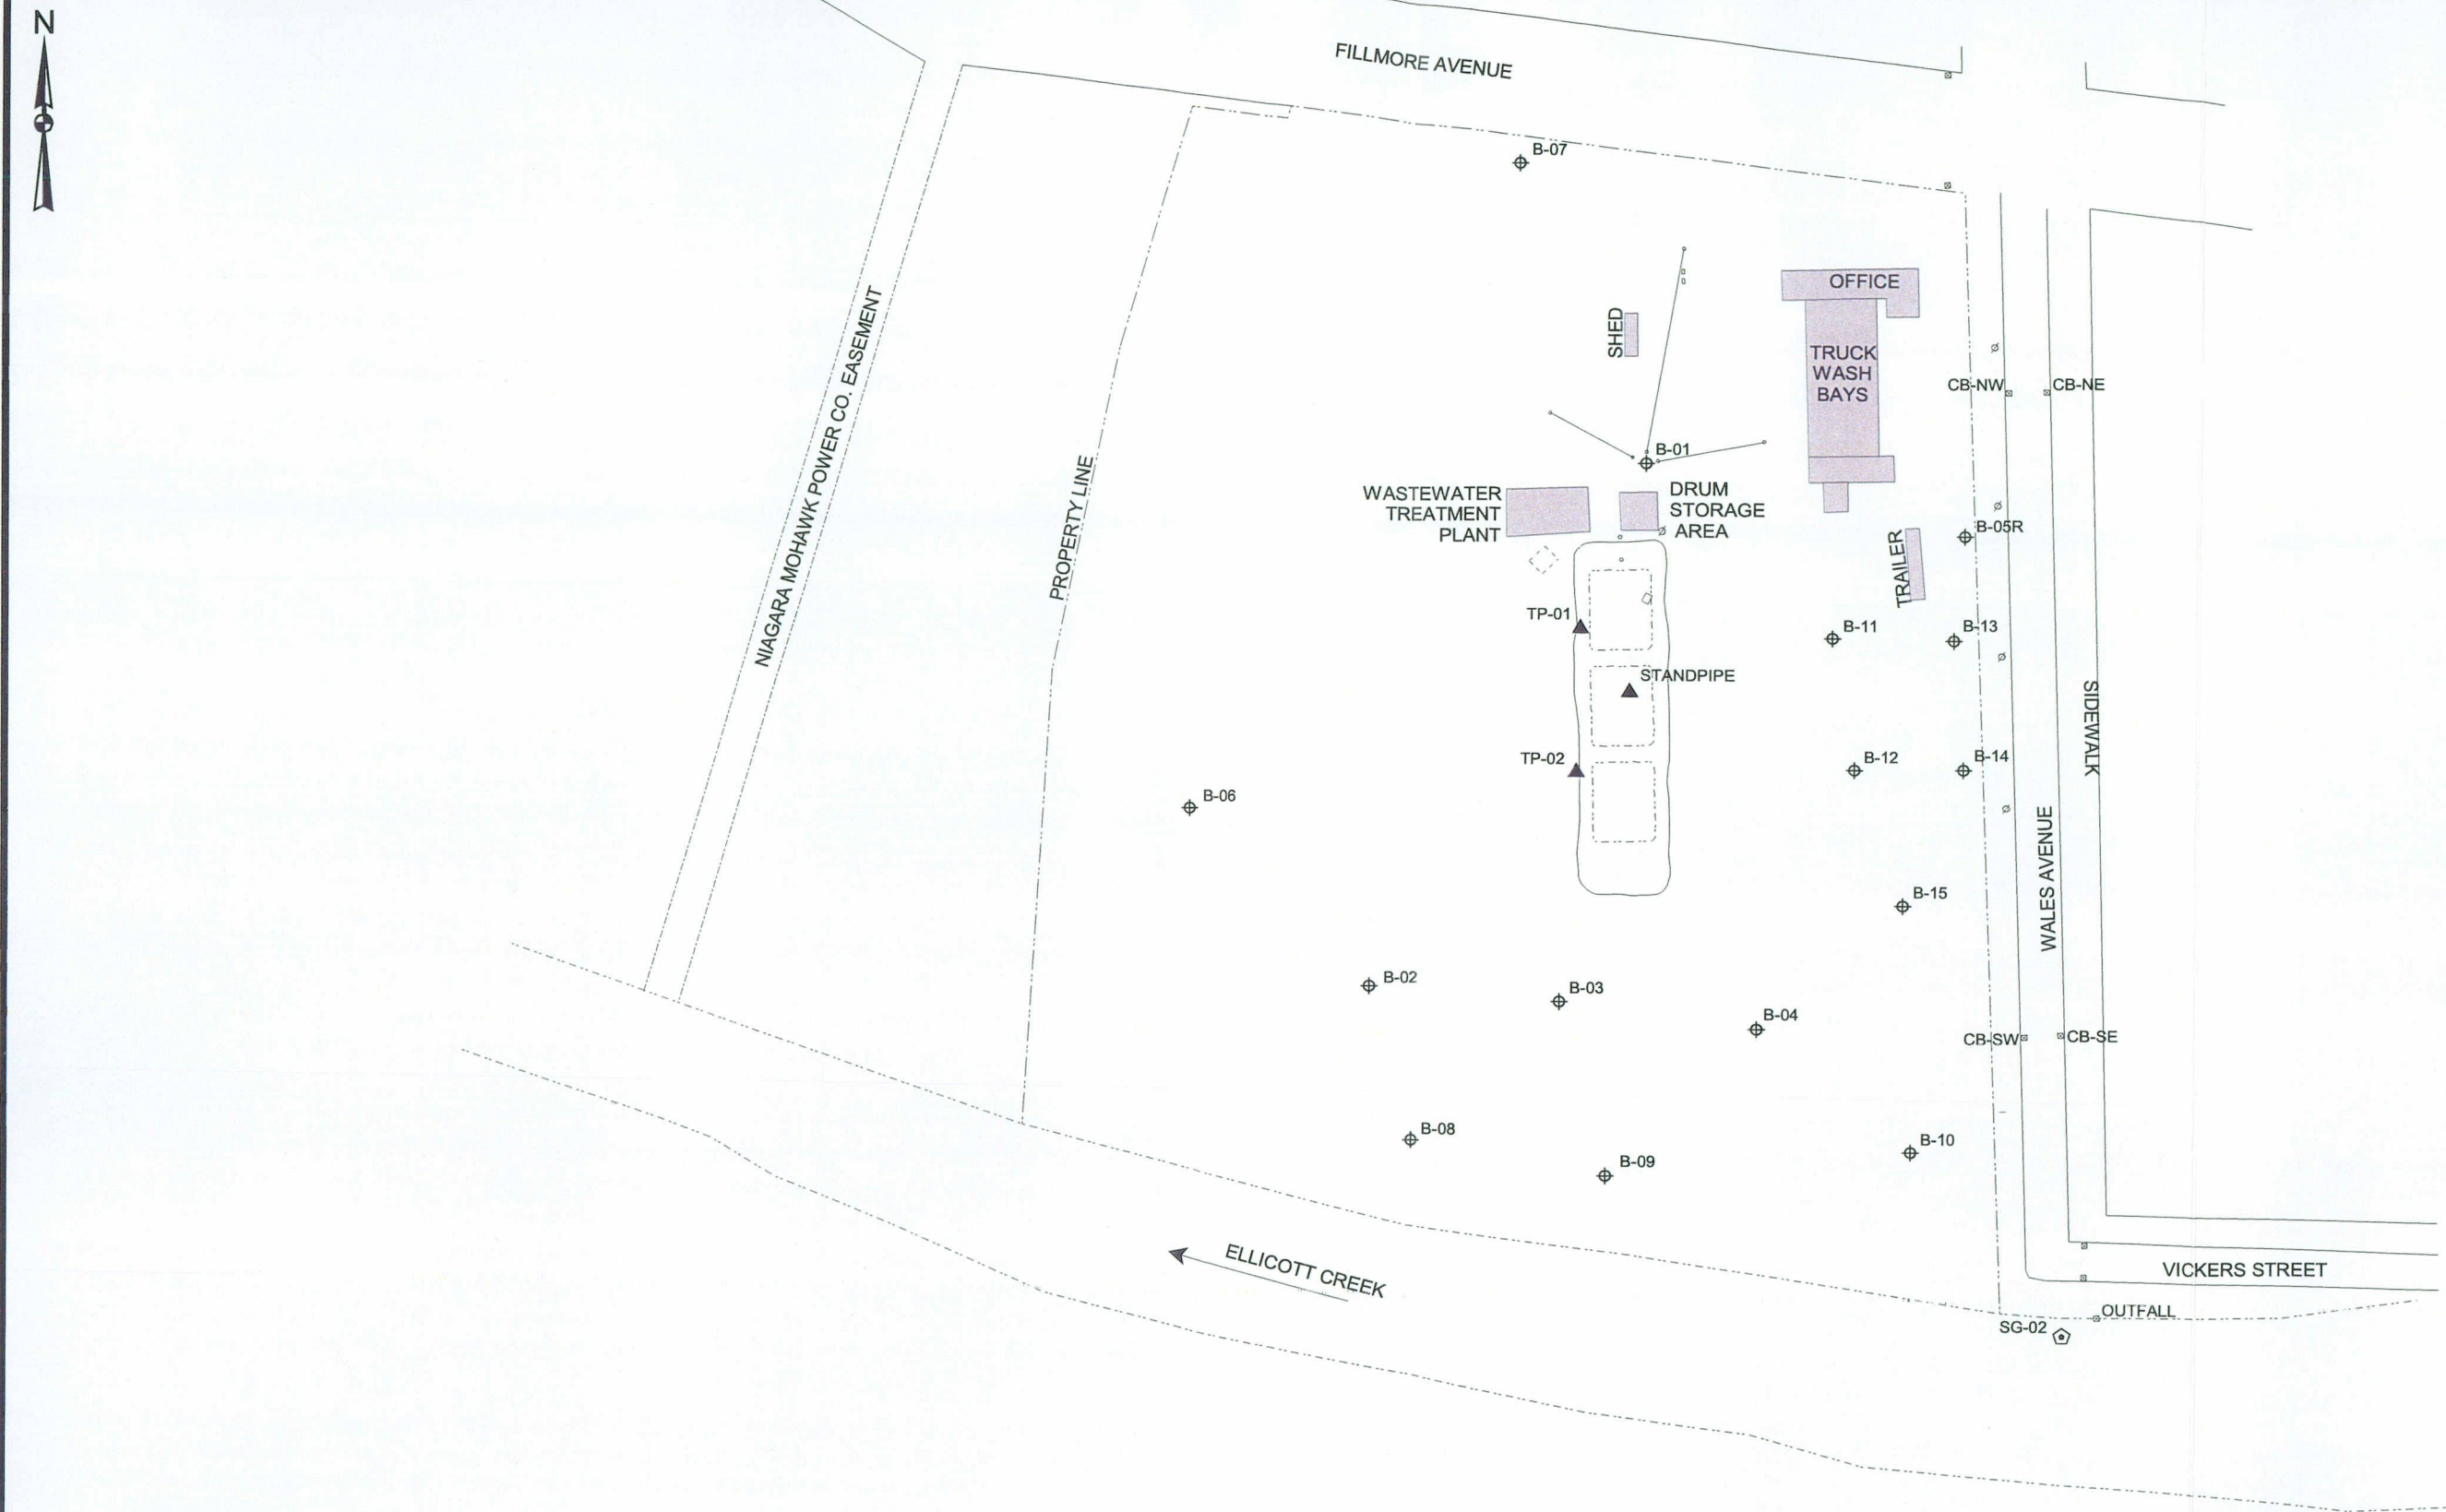 N
FILLMORE AVENUE
B-07
OFFICE
SHED
TRUCK
WASH
BAYS
CB-NW
CB-NE
NIAGARA MOHAWK POWER CO. EASEMENT
PROPERTY LINE
B-01
WASTEWATER
TREATMENT
PLANT
DRUM
STORAGE
AREA
B-05R
TRAILER
TP-01
B-11
B-13
STANDPIPE
SIDEWALK
TP-02
B-12
B-14
B-06
WALES AVENUE
B-15
B-02
B-03
B-04
CB-SW
CB-SE
B-08
B-09
B-10
ELLICOTT CREEK
VICKERS STREET
OUTFALL
SG-02